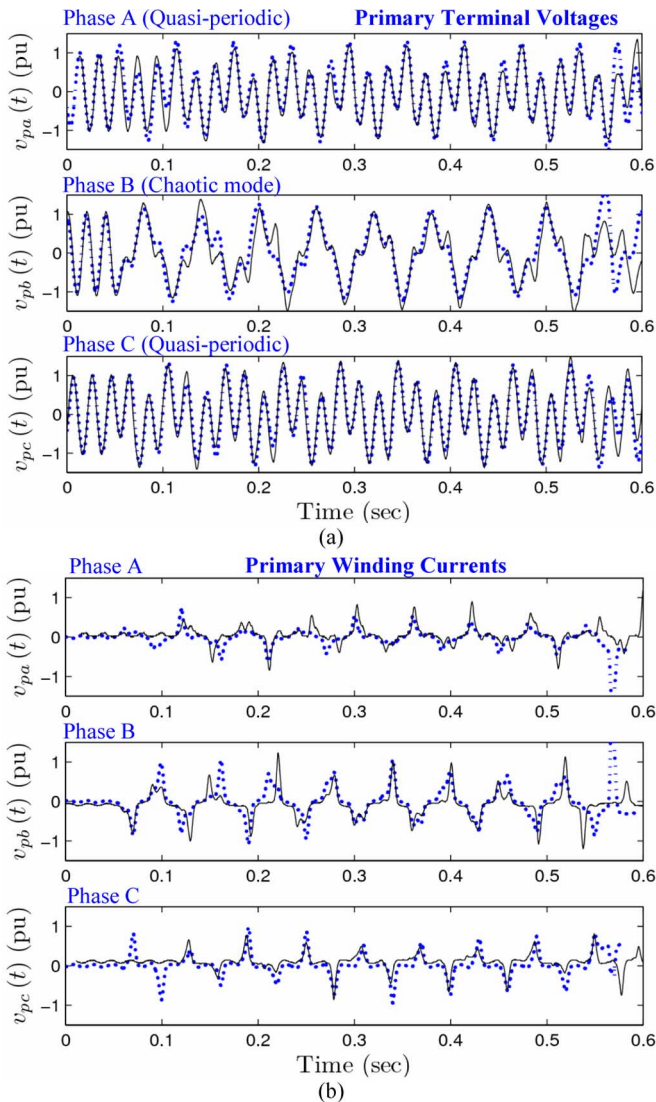 Phase A (Quasi-periodic) Primary Terminal Voltages
v_pa(t) (pu)
1
0
−1
0 0.1 0.2 0.3 0.4 0.5 0.6
Phase B (Chaotic mode)
v_pb(t) (pu)
1
0
−1
0 0.1 0.2 0.3 0.4 0.5 0.6
Phase C (Quasi-periodic)
v_pc(t) (pu)
1
0
−1
0 0.1 0.2 0.3 0.4 0.5 0.6
Time (sec)
(a)
Phase A Primary Winding Currents
v_pa(t) (pu)
1
0
−1
0 0.1 0.2 0.3 0.4 0.5 0.6
Phase B
v_pb(t) (pu)
1
0
−1
0 0.1 0.2 0.3 0.4 0.5 0.6
Phase C
v_pc(t) (pu)
1
0
−1
0 0.1 0.2 0.3 0.4 0.5 0.6
Time (sec)
(b)